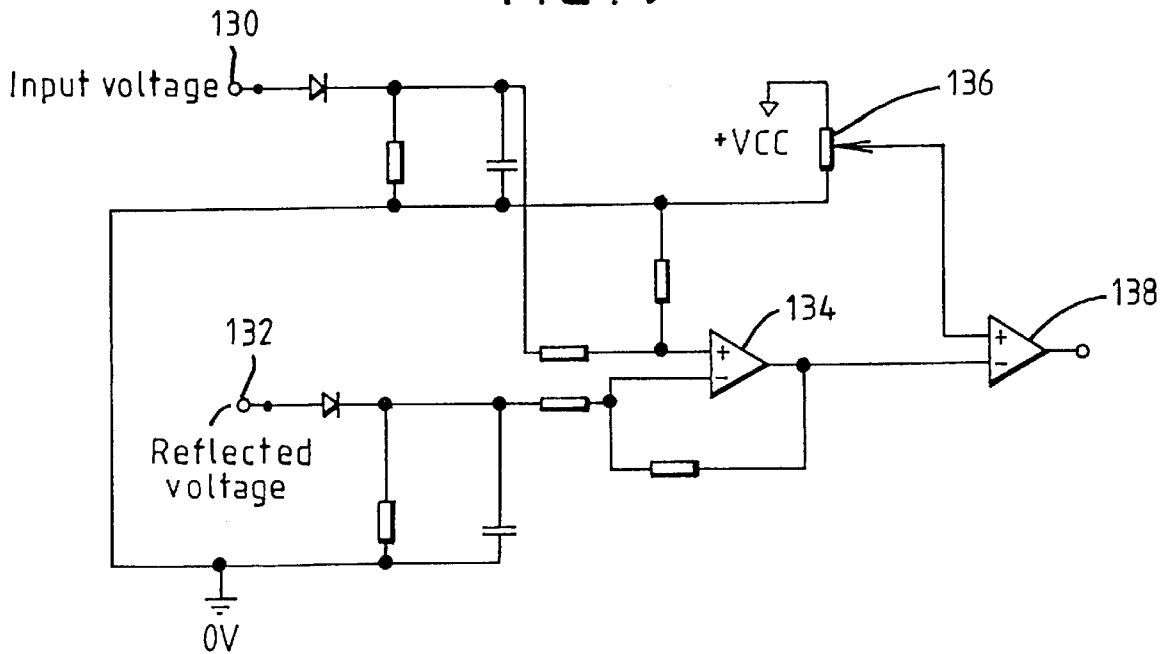 130
Input voltage
136
+VCC
+
-
134
+
-
138
132
Reflected
voltage
0V